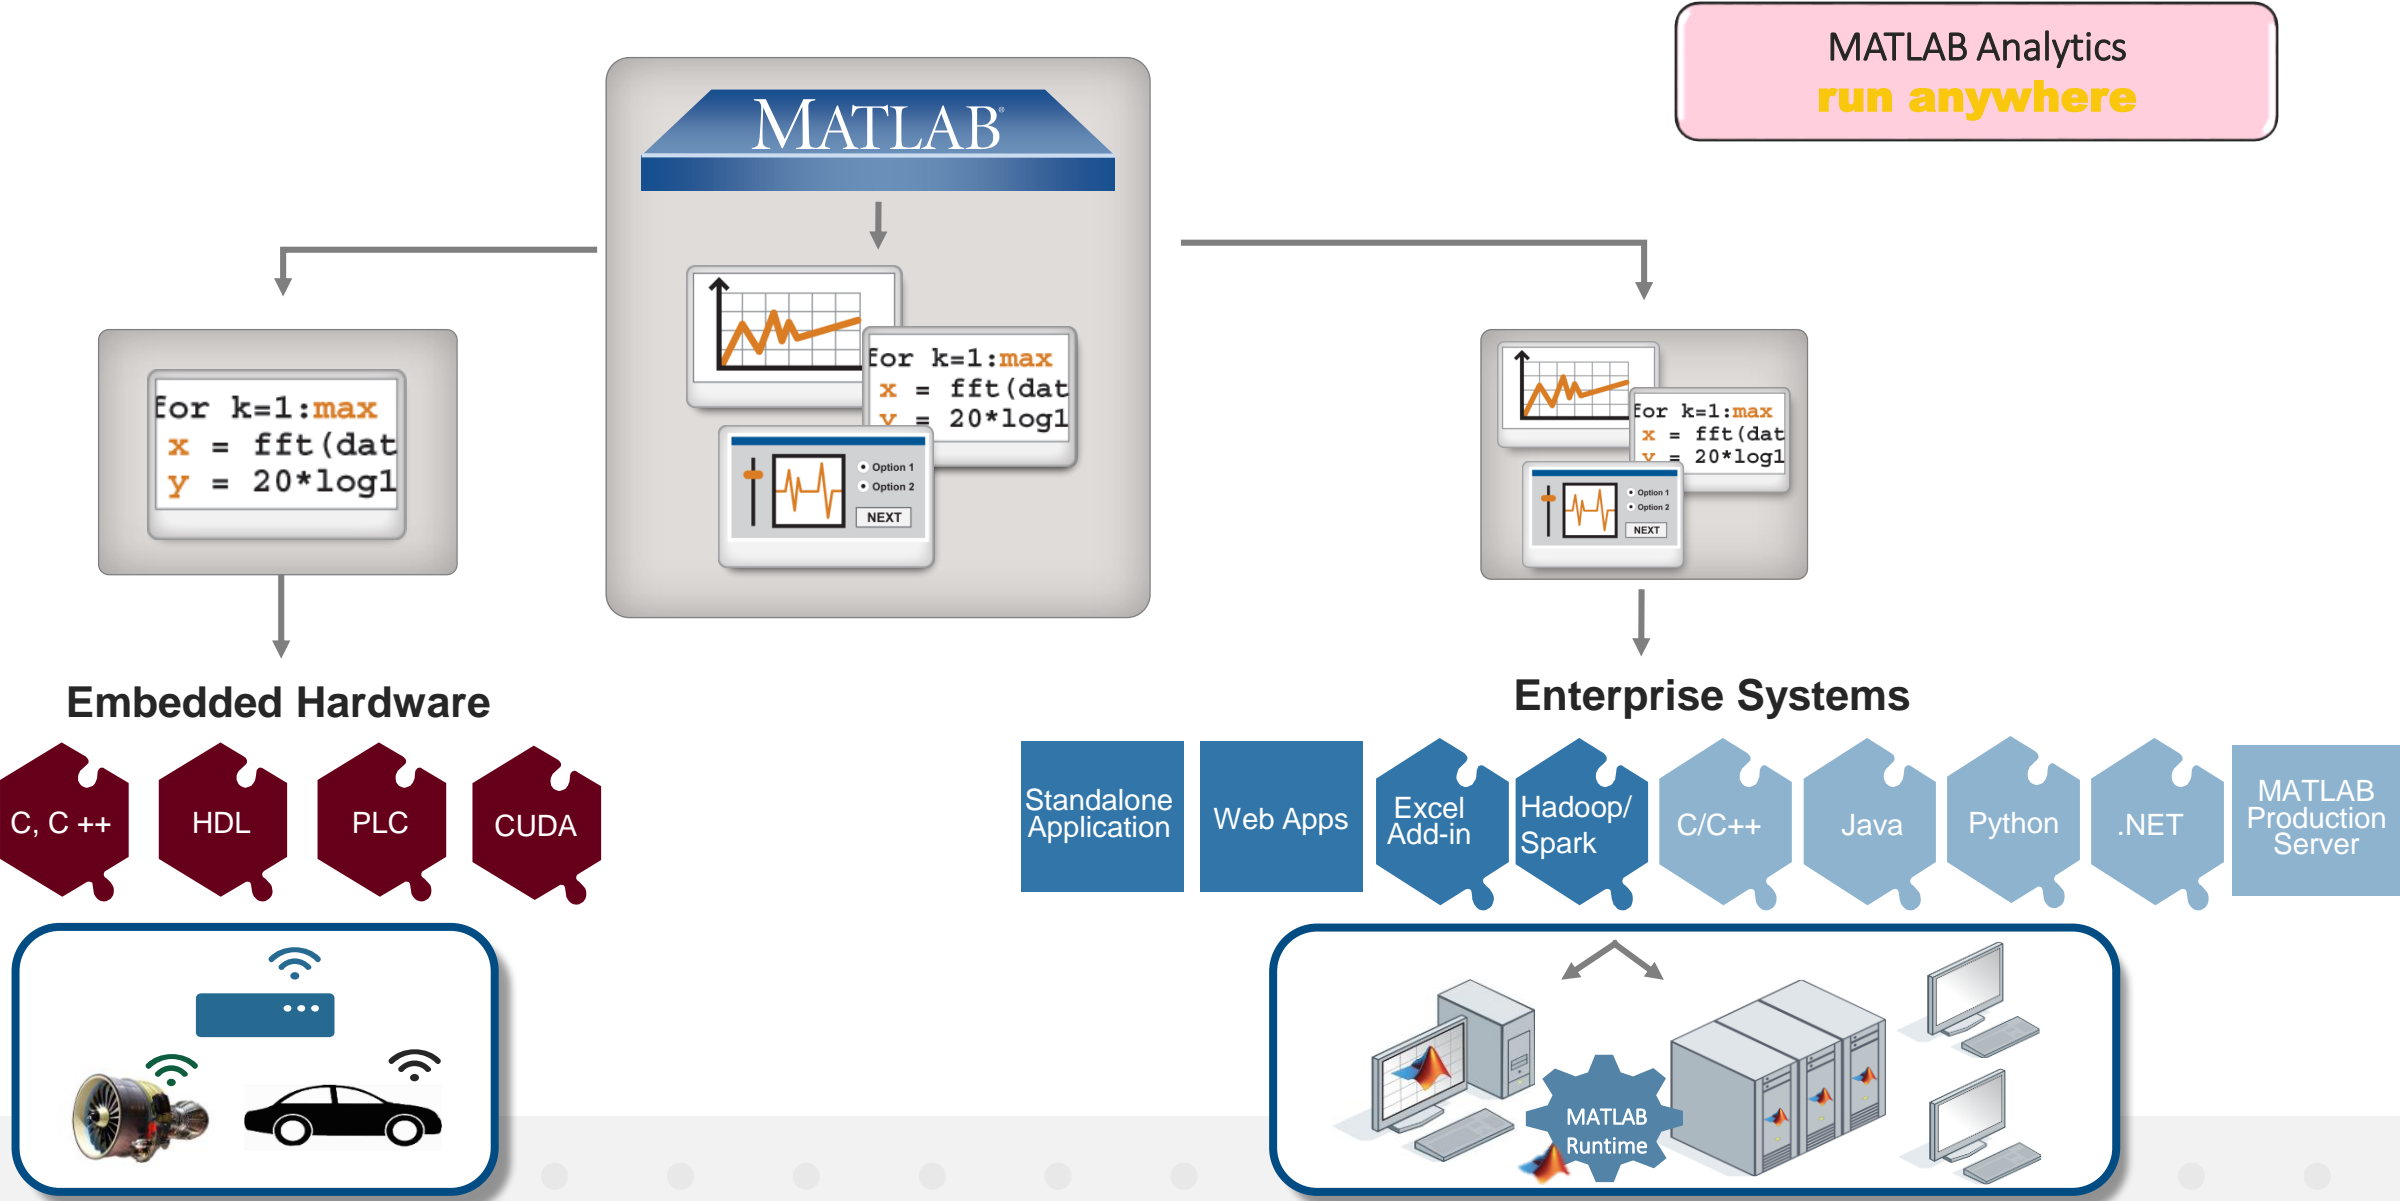 MATLAB Analytics
run anywhere
MATLAB®
for k=1:max
x = fft(dat
y = 20*log1
Option 1
Option 2
NEXT
for k=1:max
x = fft(dat
y = 20*log1
for k=1:max
x = fft(dat
y = 20*log1
Option 1
Option 2
NEXT
Embedded Hardware
C, C ++
HDL
PLC
CUDA
Enterprise Systems
Standalone
Application
Web Apps
Excel
Add-in
Hadoop/
Spark
C/C++
Java
Python
.NET
MATLAB
Production
Server
MATLAB
Runtime